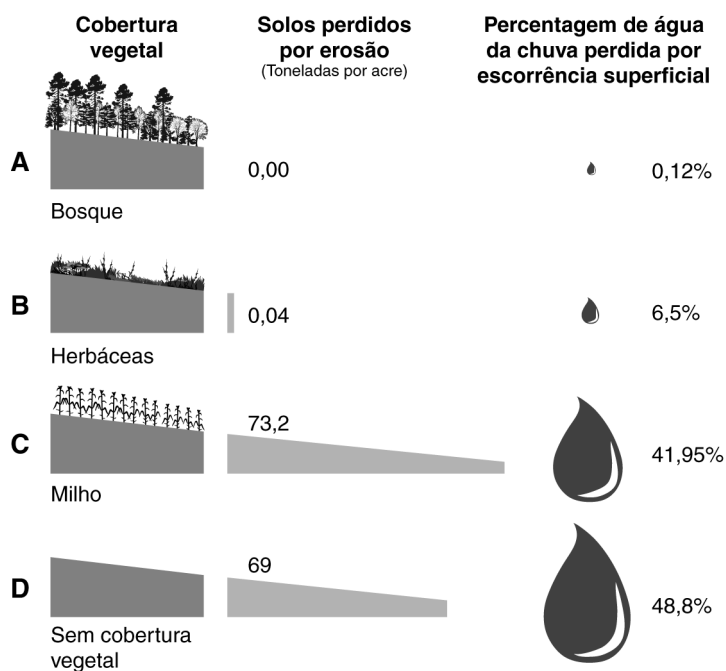 Cobertura
vegetal
Solos perdidos
por erosão
(Toneladas por acre)
Percentagem de água
da chuva perdida por
escorrência superficial
A
0,00
0,12%
Bosque
B
0,04
6,5%
Herbáceas
C
73,2
41,95%
Milho
D
69
48,8%
Sem cobertura
vegetal